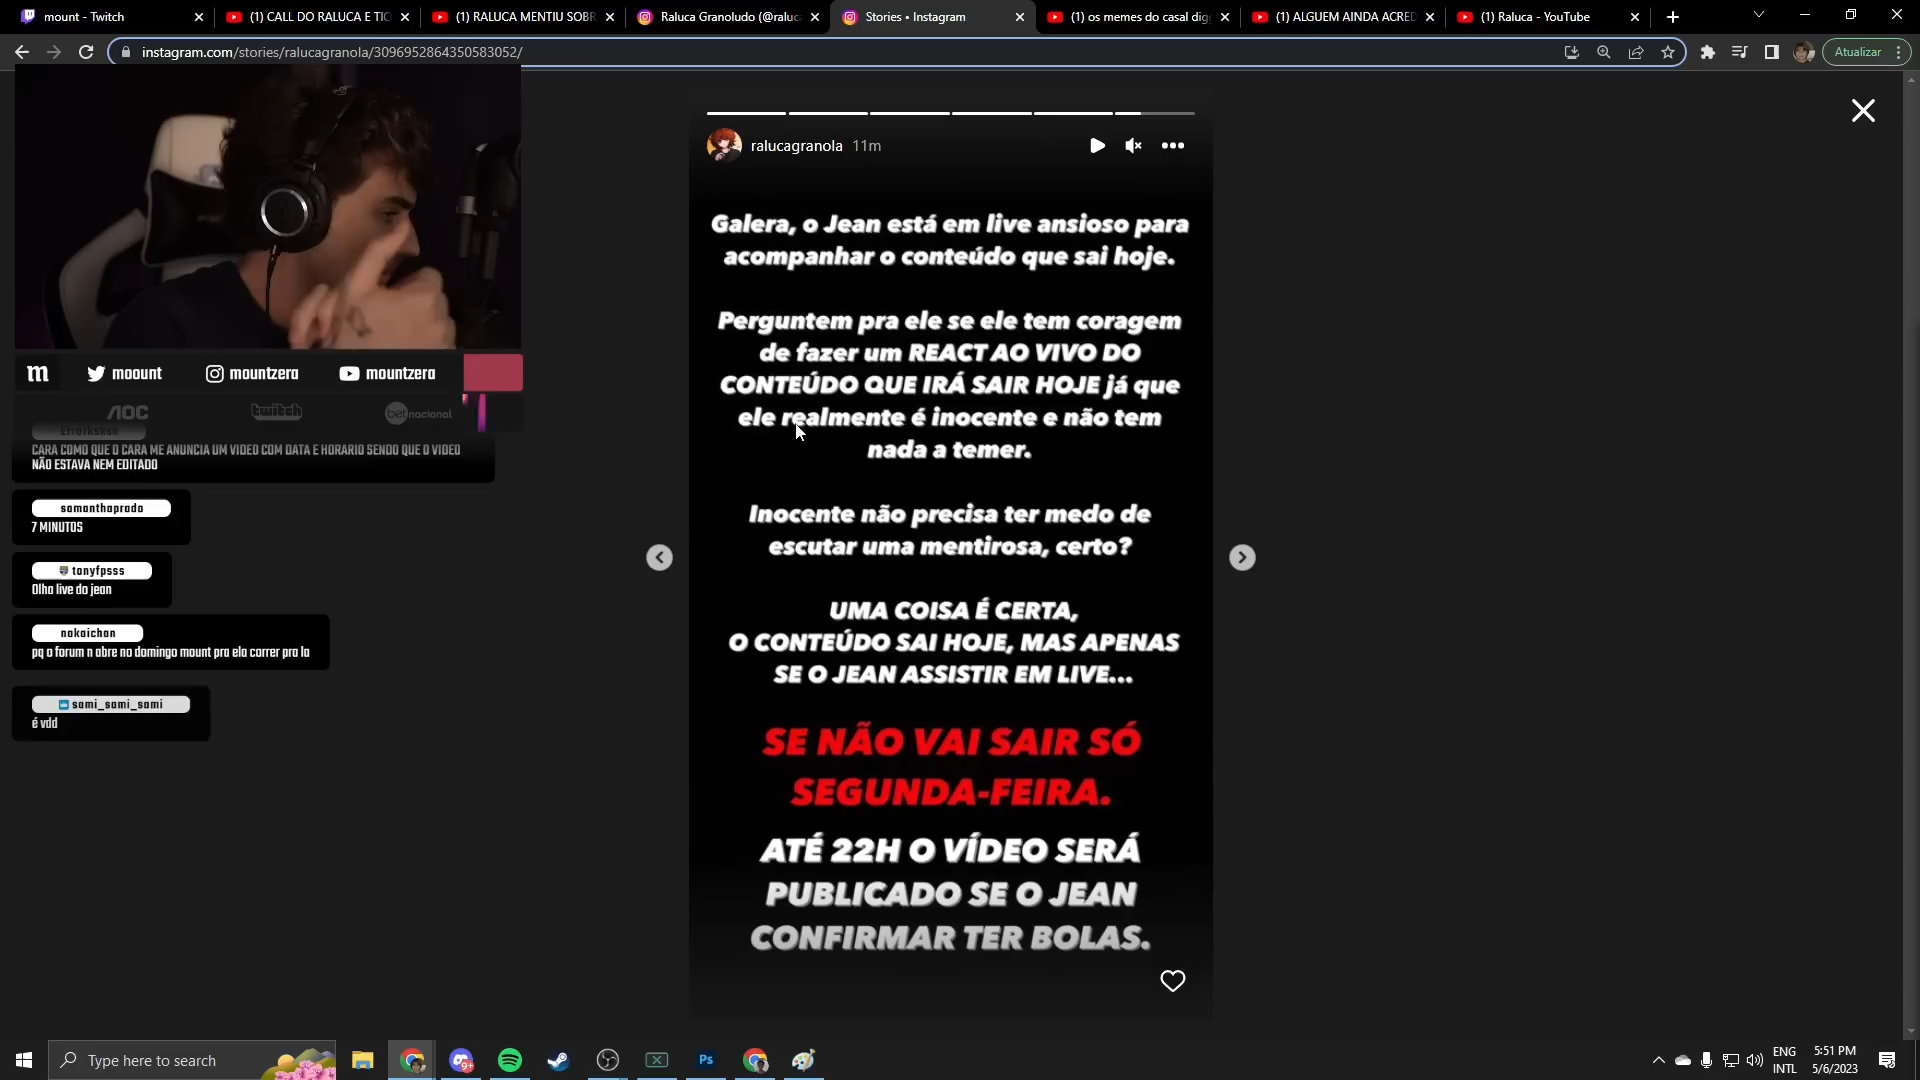 mount - Twitch
(1) CALL DO RALUCA E TIO
(1) RALUCA MENTIU SOBR
Raluca Granoludo (@raluc
Stories • Instagram
(1) os memes do casal dig
(1) ALGUEM AINDA ACRED
(1) Raluca - YouTube
instagram.com/stories/ralucagranola/3096952864350583052/
Atualizar
ralucagranola 11m
Galera, o Jean está em live ansioso para
acompanhar o conteúdo que sai hoje.
Perguntem pra ele se ele tem coragem
de fazer um REACT AO VIVO DO
CONTEÚDO QUE IRÁ SAIR HOJE já que
ele realmente é inocente e não tem
nada a temer.
Inocente não precisa ter medo de
escutar uma mentirosa, certo?
UMA COISA É CERTA,
O CONTEÚDO SAI HOJE, MAS APENAS
SE O JEAN ASSISTIR EM LIVE...
SE NÃO VAI SAIR SÓ
SEGUNDA-FEIRA.
ATÉ 22H O VÍDEO SERÁ
PUBLICADO SE O JEAN
CONFIRMAR TER BOLAS.
m moount mountzera mountzera
AOC twitch betnacional
CARA COMO QUE O CARA ME ANUNCIA UM VIDEO COM DATA E HORARIO SENDO QUE O VIDEO
NÃO ESTAVA NEM EDITADO
samanthaprado
7 MINUTOS
tonyfpsss
Olha live do jean
nakaichan
pq o forum n abre no domingo mount pra ela correr pra la
sami_sami_sami
é vdd
Type here to search
9+
Ps
ENG
INTL
5:51 PM
5/6/2023